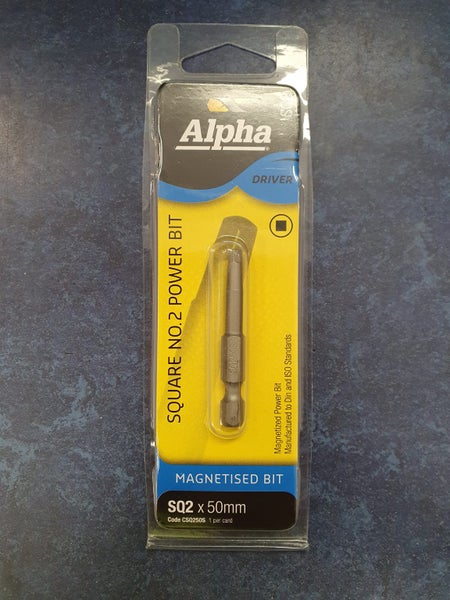 Alpha
DRIVER
SQUARE NO.2 POWER BIT
Magnetized Power Bit
Manufactured to Din and ISO Standards
MAGNETISED BIT
SQ2 x 50mm
Code CSQ250S 1 per card